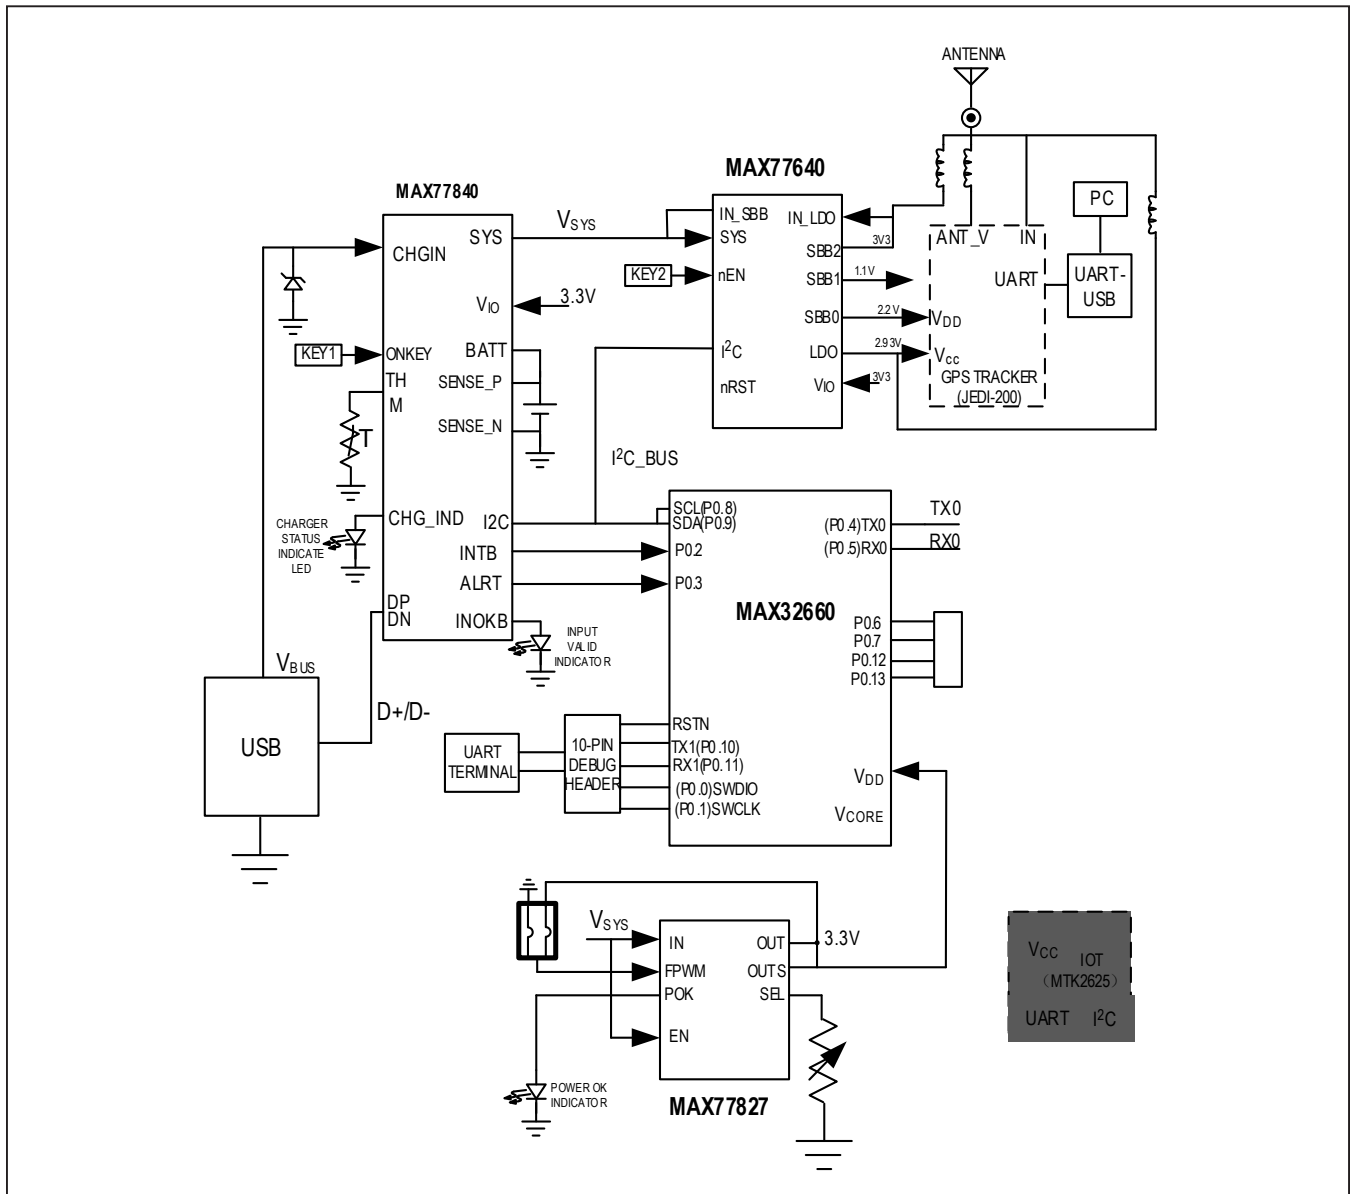 ANTENNA
MAX77640
MAX77840
IN_SBB
SYS
nEN
I²C
nRST
IN_LDO
SBB2
SBB1
SBB0
LDO
VIO
3V3
1.1V
2.2V
2.93V
3V3
ANT_V IN
UART
VDD
Vcc
GPS TRACKER
(JEDI-200)
PC
UART-
USB
VSYS
KEY2
CHGIN
ONKEY
TH
M
CHG_IND
DP
DN
SYS
VIO
BATT
SENSE_P
SENSE_N
I2C
INTB
ALRT
INOKB
3.3V
KEY1
T
CHARGER
STATUS
INDICATE
LED
I²C_BUS
INPUT
VALID
INDICATOR
VBUS
D+/D-
USB
SCL(P0.8)
SDA(P0.9)
P0.2
P0.3
MAX32660
(P0.4)TX0
(P0.5)RX0
TX0
RX0
P0.6
P0.7
P0.12
P0.13
RSTN
TX1(P0.10)
RX1(P0.11)
(P0.0)SWDIO
(P0.1)SWCLK
VDD
VCORE
UART
TERMINAL
10-PIN
DEBUG
HEADER
VSYS
IN
FPWM
POK
EN
OUT
OUTS
SEL
3.3V
POWER OK
INDICATOR
MAX77827
VCC IOT
(MTK2625)
UART I²C